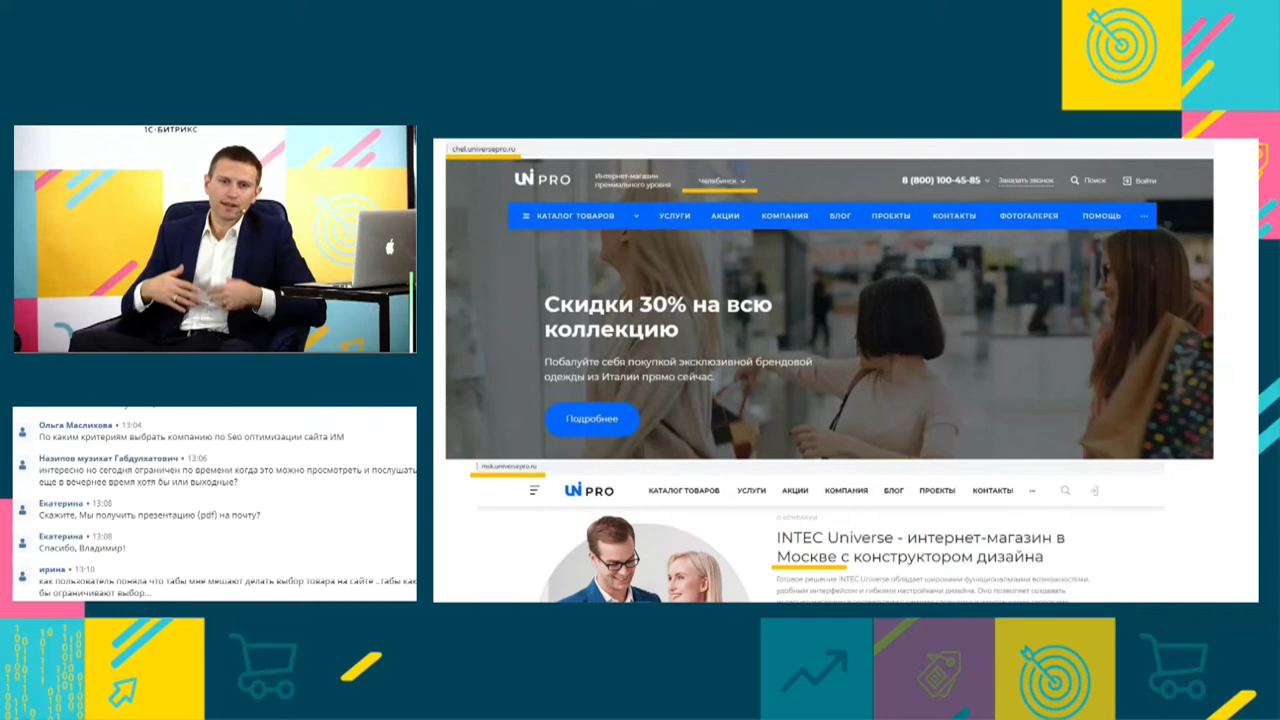 1С-БИТРИКС
Ольга Маслихова • 13:04
По каким критериям выбрать компанию по Seo оптимизации сайта ИМ
Назипов музихат Габдулхатович • 13:06
интересно но сегодня ограничен по времени когда это можно просмотреть и послушать
еще в вечернее время хотя бы или выходные?
Екатерина • 13:08
Скажите, Мы получить презентацию (pdf) на почту?
Екатерина • 13:08
Спасибо, Владимир!
ирина • 13:10
как пользователь поняла что табы мне мешают делать выбор товара на сайте ..табы как
бы ограничивают выбор...
chel.universepro.ru
UNI PRO
Интернет-магазин
премиального уровня
Челябинск
8 (800) 100-45-85
Заказать звонок
Поиск
Войти
КАТАЛОГ ТОВАРОВ УСЛУГИ АКЦИИ КОМПАНИЯ БЛОГ ПРОЕКТЫ КОНТАКТЫ ФОТОГАЛЕРЕЯ ПОМОЩЬ ...
Скидки 30% на всю
коллекцию
Побалуйте себя покупкой эксклюзивной брендовой
одежды из Италии прямо сейчас.
Подробнее
msk.universepro.ru
UNI PRO КАТАЛОГ ТОВАРОВ УСЛУГИ АКЦИИ КОМПАНИЯ БЛОГ ПРОЕКТЫ КОНТАКТЫ ...
О КОМПАНИИ
INTEC Universe - интернет-магазин в
Москве с конструктором дизайна
Готовое решение INTEC.Universe обладает широкими функциональными возможностями,
удобным интерфейсом и гибкими настройками дизайна. Оно позволяет создавать